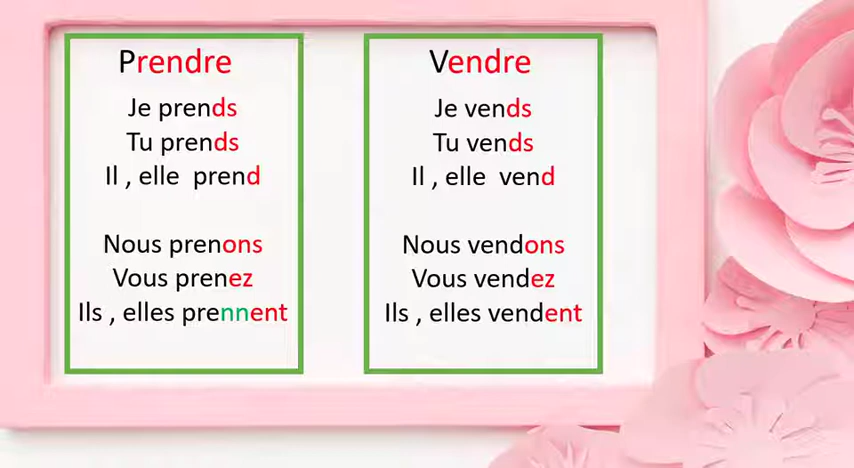 Prendre
Je prends
Tu prends
Il , elle  prend
Nous prenons
Vous prenez
Ils , elles prennent
Vendre
Je vends
Tu vends
Il , elle  vend
Nous vendons
Vous vendez
Ils , elles vendent